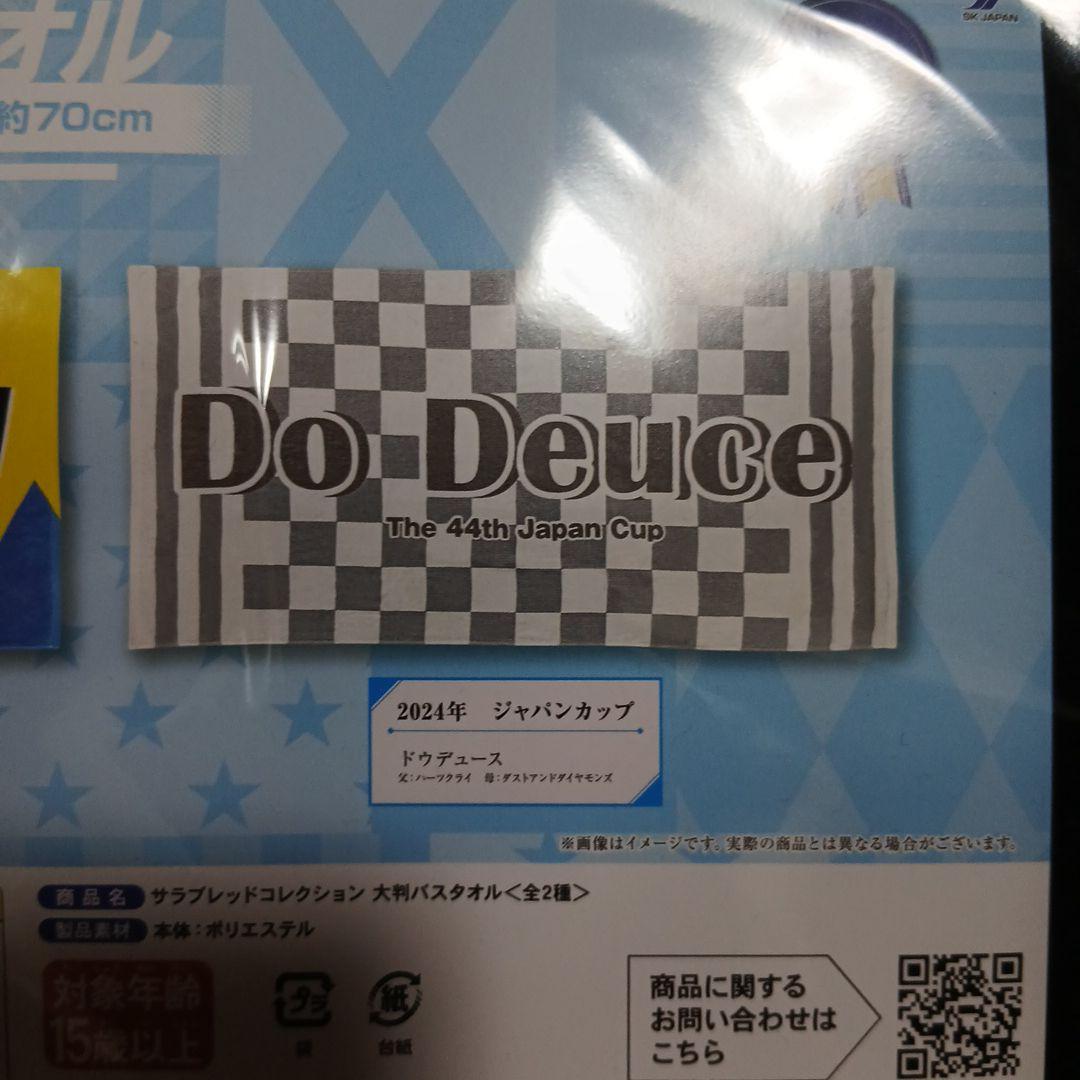 オル
約70cm
SK JAPAN
Do Deuce
The 44th Japan Cup
2024年 ジャパンカップ
ドウデュース
父:ハーツクライ 母:ダストアンドダイヤモンズ
※画像はイメージです。実際の商品とは異なる場合がございます。
商品名 サラブレッドコレクション 大判バスタオル<全2種>
製品素材 本体:ポリエステル
対象年齢
15歳以上
プラ
袋
紙
台紙
商品に関する
お問い合わせは
こちら